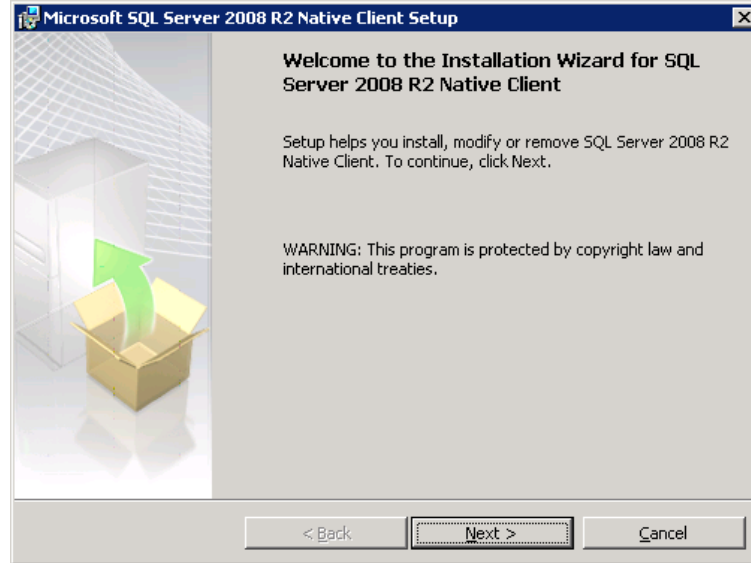 Microsoft SQL Server 2008 R2 Native Client Setup
Welcome to the Installation Wizard for SQL
Server 2008 R2 Native Client
Setup helps you install, modify or remove SQL Server 2008 R2
Native Client. To continue, click Next.
WARNING: This program is protected by copyright law and
international treaties.
< Back
Next >
Cancel